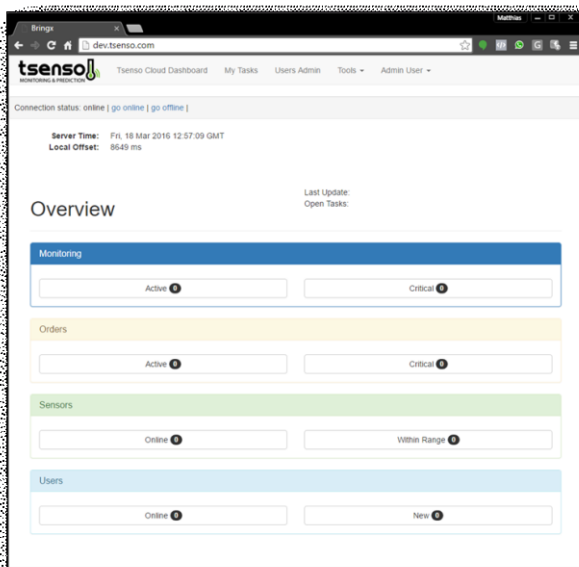 Matthias
Bringx
dev.tsenso.com
tsenso
MONITORING & PREDICTION
Tsenso Cloud Dashboard My Tasks Users Admin Tools Admin User
Connection status: online | go online | go offline |
Server Time: Fri, 18 Mar 2016 12:57:09 GMT
Local Offset: 8649 ms
Last Update:
Open Tasks:
Overview
Monitoring
Active 0 Critical 0
Orders
Active 0 Critical 0
Sensors
Online 0 Within Range 0
Users
Online 0 New 0